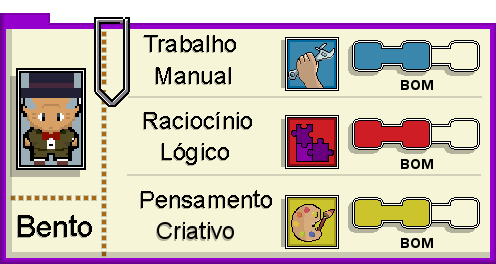 Trabalho
Manual
BOM
Raciocínio
Lógico
BOM
Pensamento
Criativo
BOM
Bento